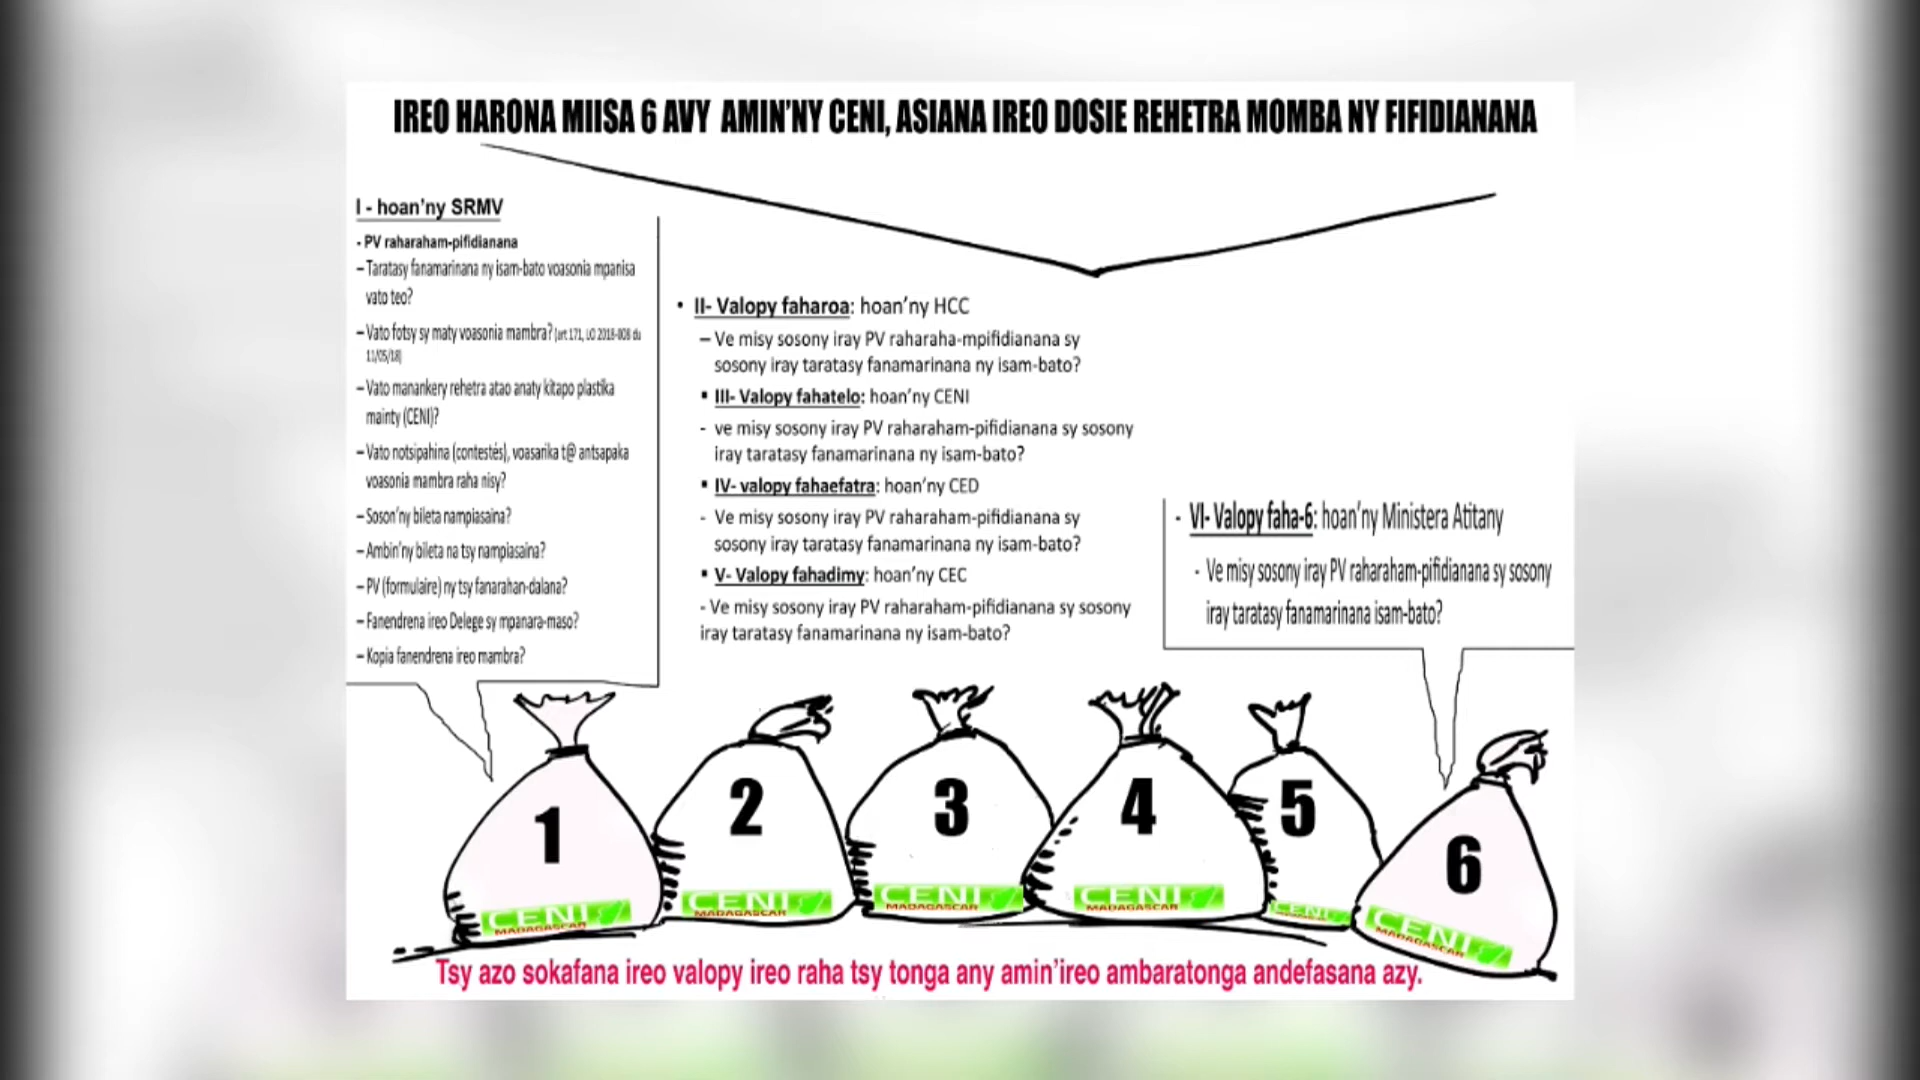 IREO HARONA MIISA 6 AVY AMIN'NY CENI, ASIANA IREO DOSIE REHETRA MOMBA NY FIFIDIANANA
I - hoan'ny SRMV
- PV raharaham-pifidianana
– Taratasy fanamarinana ny isam-bato voasonia mpanisa
vato teo?
– Vato fotsy sy maty voasonia mambra? (art 171, LO 2018-008 du
11/05/18)
– Vato manankery rehetra atao anaty kitapo plastika
mainty (CENI)?
– Vato notsipahina (contestés), voasarika t@ antsapaka
voasonia mambra raha nisy?
– Soson'ny bileta nampiasaina?
– Ambin'ny bileta na tsy nampiasaina?
– PV (formulaire) ny tsy fanarahan-dalana?
– Fanendrena ireo Delege sy mpanara-maso?
– Kopia fanendrena ireo mambra?
• II- Valopy faharoa: hoan'ny HCC
– Ve misy sosony iray PV raharaha-mpifidianana sy
sosony iray taratasy fanamarinana ny isam-bato?
▪ III- Valopy fahatelo: hoan'ny CENI
- ve misy sosony iray PV raharaham-pifidianana sy sosony
iray taratasy fanamarinana ny isam-bato?
▪ IV- valopy fahaefatra: hoan'ny CED
- Ve misy sosony iray PV raharaham-pifidianana sy
sosony iray taratasy fanamarinana ny isam-bato?
▪ V- Valopy fahadimy: hoan'ny CEC
- Ve misy sosony iray PV raharaham-pifidianana sy sosony
iray taratasy fanamarinana ny isam-bato?
- VI- Valopy faha-6: hoan'ny Ministera Atitany
- Ve misy sosony iray PV raharaham-pifidianana sy sosony
iray taratasy fanamarinana isam-bato?
1
2
3
4
5
6
CENI
MADAGASCAR
CENI
MADAGASCAR
CENI
MADAGASCAR
CENI
MADAGASCAR
CENI
CENI
MADAGASCAR
Tsy azo sokafana ireo valopy ireo raha tsy tonga any amin'ireo ambaratonga andefasana azy.